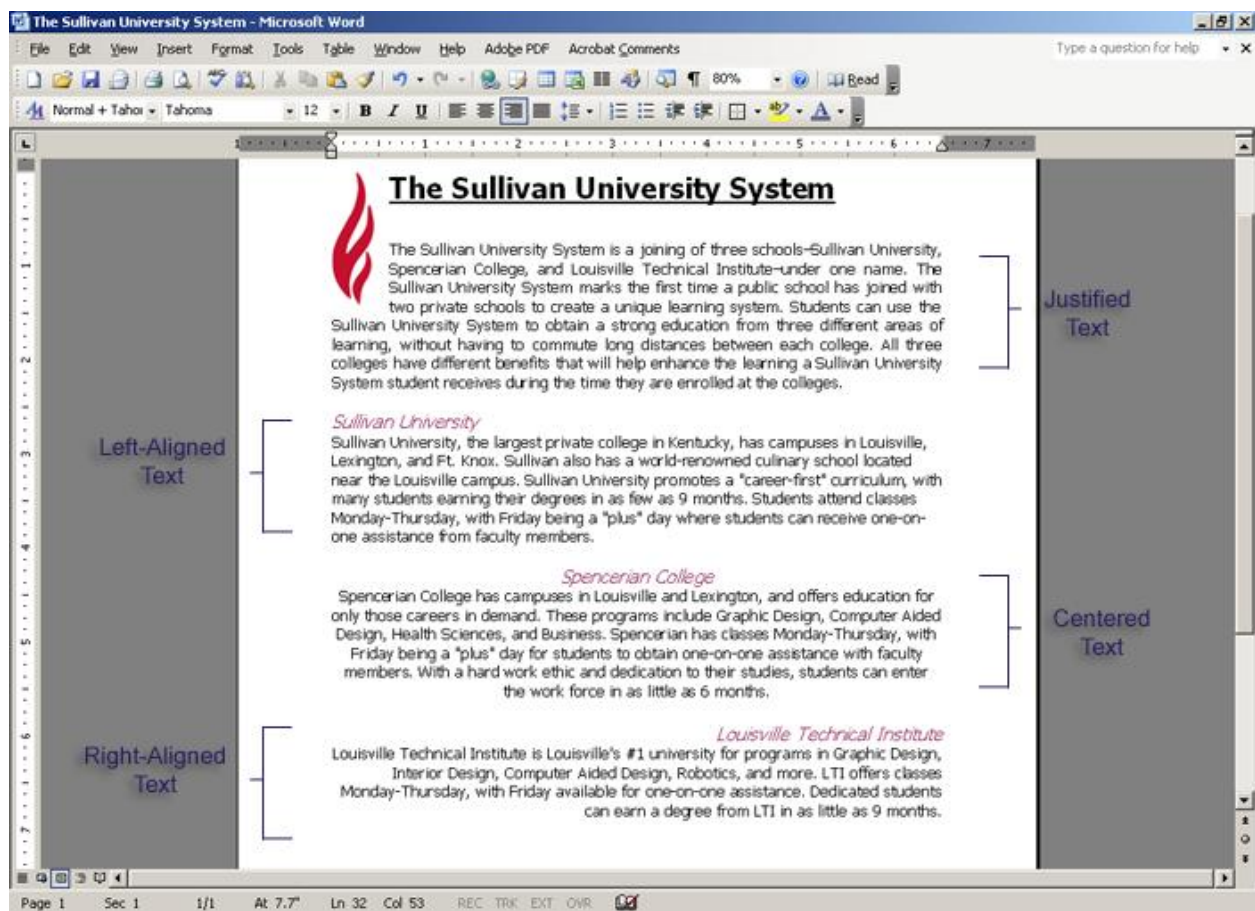 The Sullivan University System - Microsoft Word
File Edit View Insert Format Tools Table Window Help Adobe PDF Acrobat Comments Type a question for help
80% Read
Normal + Tahor Tahoma 12 B I U
1 1 2 3 4 5 6 7
The Sullivan University System
The Sullivan University System is a joining of three schools–Sullivan University,
Spencerian College, and Louisville Technical Institute–under one name. The
Sullivan University System marks the first time a public school has joined with
two private schools to create a unique learning system. Students can use the
Sullivan University System to obtain a strong education from three different areas of
learning, without having to commute long distances between each college. All three
colleges have different benefits that will help enhance the learning a Sullivan University
System student receives during the time they are enrolled at the colleges.
Justified
Text
Left-Aligned
Text
Sullivan University
Sullivan University, the largest private college in Kentucky, has campuses in Louisville,
Lexington, and Ft. Knox. Sullivan also has a world-renowned culinary school located
near the Louisville campus. Sullivan University promotes a "career-first" curriculum, with
many students earning their degrees in as few as 9 months. Students attend classes
Monday-Thursday, with Friday being a "plus" day where students can receive one-on-
one assistance from faculty members.
Spencerian College
Spencerian College has campuses in Louisville and Lexington, and offers education for
only those careers in demand. These programs include Graphic Design, Computer Aided
Design, Health Sciences, and Business. Spencerian has classes Monday-Thursday, with
Friday being a "plus" day for students to obtain one-on-one assistance with faculty
members. With a hard work ethic and dedication to their studies, students can enter
the work force in as little as 6 months.
Centered
Text
Right-Aligned
Text
Louisville Technical Institute
Louisville Technical Institute is Louisville's #1 university for programs in Graphic Design,
Interior Design, Computer Aided Design, Robotics, and more. LTI offers classes
Monday-Thursday, with Friday available for one-on-one assistance. Dedicated students
can earn a degree from LTI in as little as 9 months.
Page 1 Sec 1 1/1 At 7.7" Ln 32 Col 53 REC TRK EXT OVR